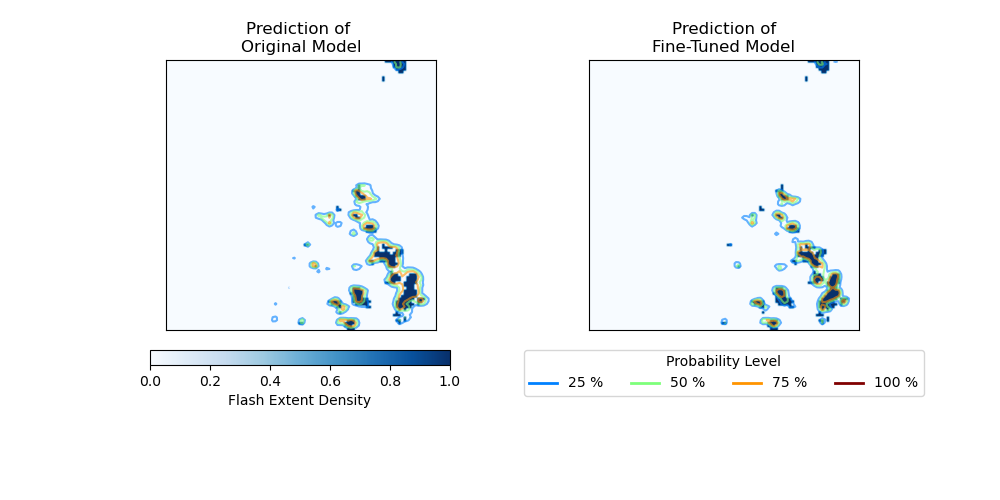 Prediction of
Original Model
Prediction of
Fine-Tuned Model
0.0 0.2 0.4 0.6 0.8 1.0
Flash Extent Density
Probability Level
25 % 50 % 75 % 100 %